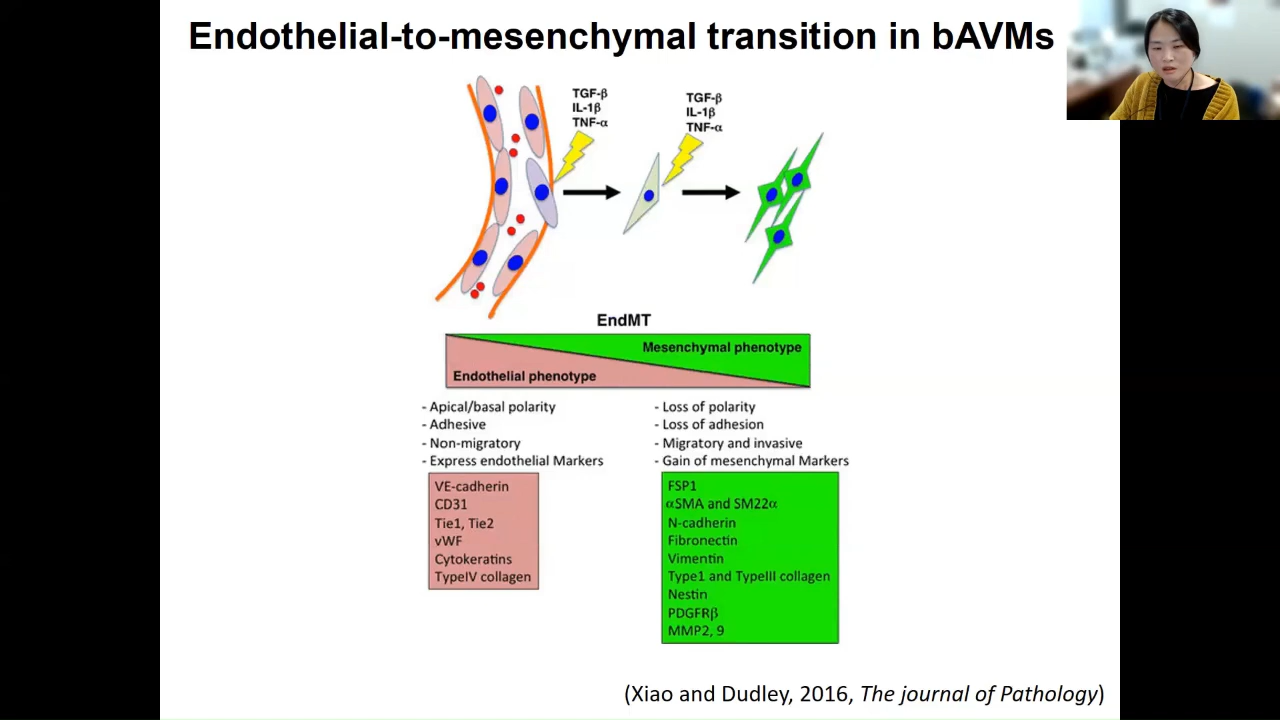 Endothelial-to-mesenchymal transition in bAVMs
TGF-β
IL-1β
TNF-α
TGF-β
IL-1β
TNF-α
EndMT
Mesenchymal phenotype
Endothelial phenotype
- Apical/basal polarity
- Adhesive
- Non-migratory
- Express endothelial Markers
VE-cadherin
CD31
Tie1, Tie2
vWF
Cytokeratins
TypeIV collagen
- Loss of polarity
- Loss of adhesion
- Migratory and invasive
- Gain of mesenchymal Markers
FSP1
αSMA and SM22α
N-cadherin
Fibronectin
Vimentin
Type1 and TypeIII collagen
Nestin
PDGFRβ
MMP2, 9
(Xiao and Dudley, 2016, The journal of Pathology)